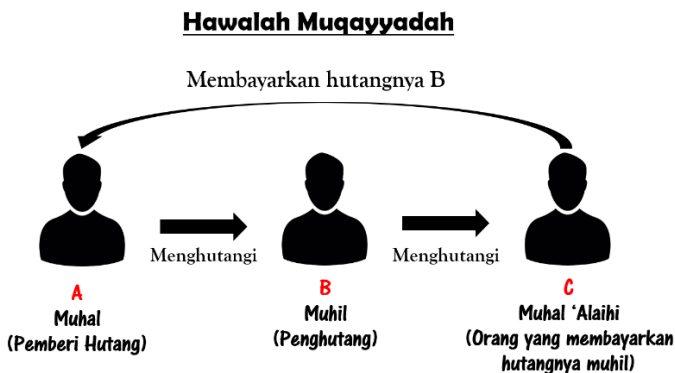 Hawalah Muqayyadah
Membayarkan hutangnya B
Menghutangi
Menghutangi
A
Muhal
(Pemberi Hutang)
B
Muhil
(Penghutang)
C
Muhal ‘Alaihi
(Orang yang membayarkan
hutangnya muhil)